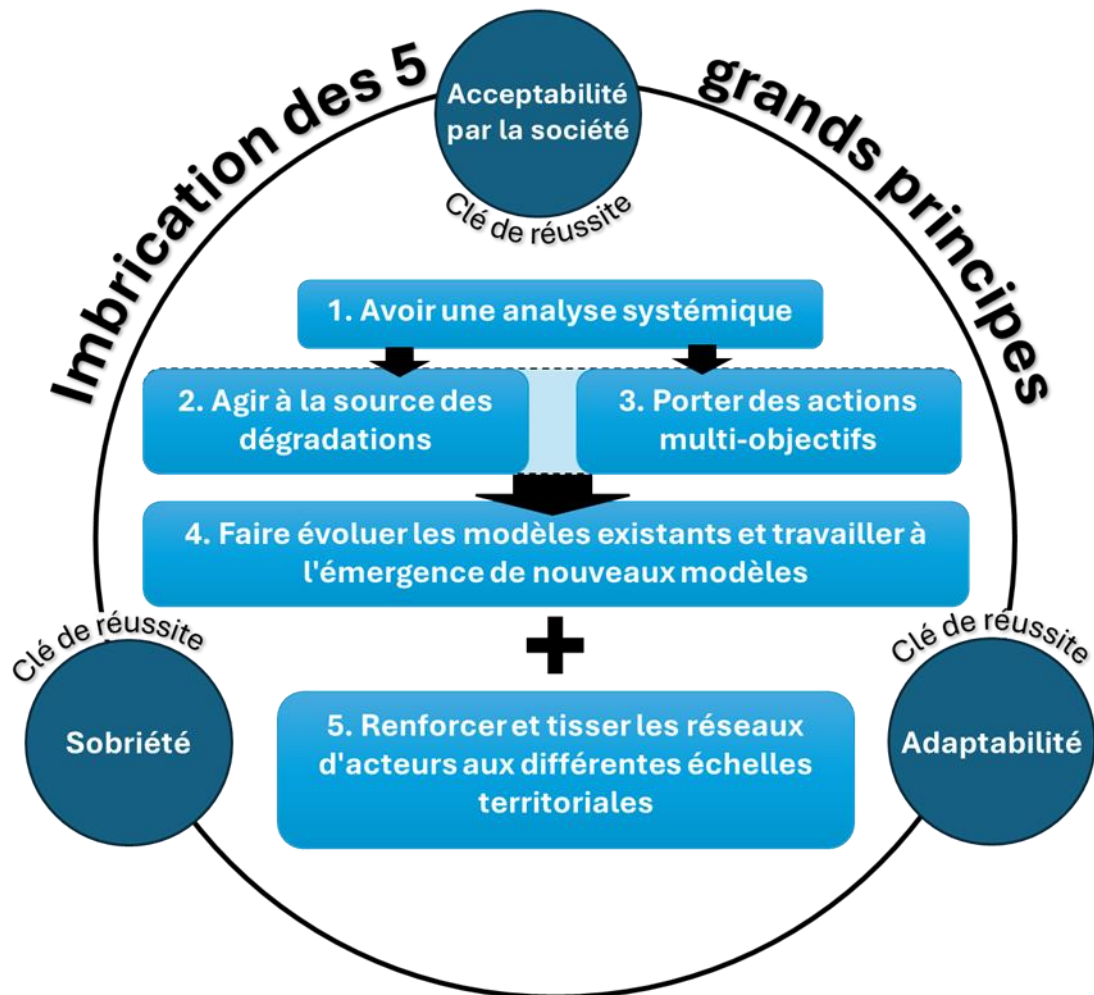 Imbrication des 5 grands principes
Acceptabilité
par la société
Clé de réussite
1. Avoir une analyse systémique
2. Agir à la source des
dégradations
3. Porter des actions
multi-objectifs
4. Faire évoluer les modèles existants et travailler à
l'émergence de nouveaux modèles
+
Clé de réussite
Sobriété
5. Renforcer et tisser les réseaux
d'acteurs aux différentes échelles
territoriales
Clé de réussite
Adaptabilité